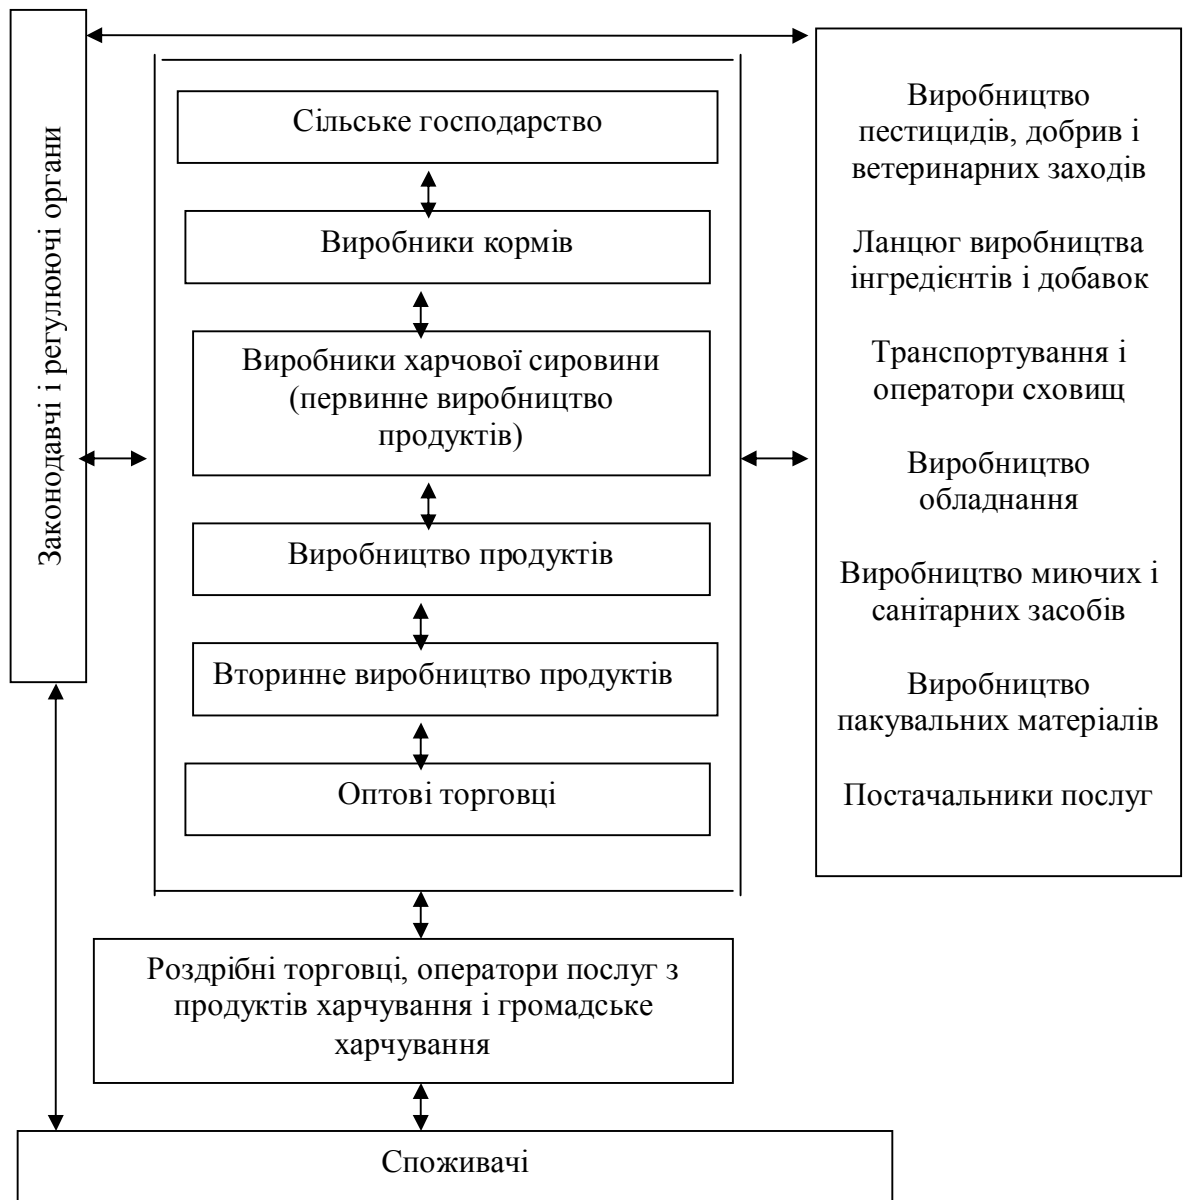 Законодавчі і регулюючі органи
Сільське господарство
Виробники кормів
Виробники харчової сировини
(первинне виробництво
продуктів)
Виробництво продуктів
Вторинне виробництво продуктів
Оптові торговці
Виробництво
пестицидів, добрив і
ветеринарних заходів
Ланцюг виробництва
інгредієнтів і добавок
Транспортування і
оператори сховищ
Виробництво
обладнання
Виробництво миючих і
санітарних засобів
Виробництво
пакувальних матеріалів
Постачальники послуг
Роздрібні торговці, оператори послуг з
продуктів харчування і громадське
харчування
Споживачі